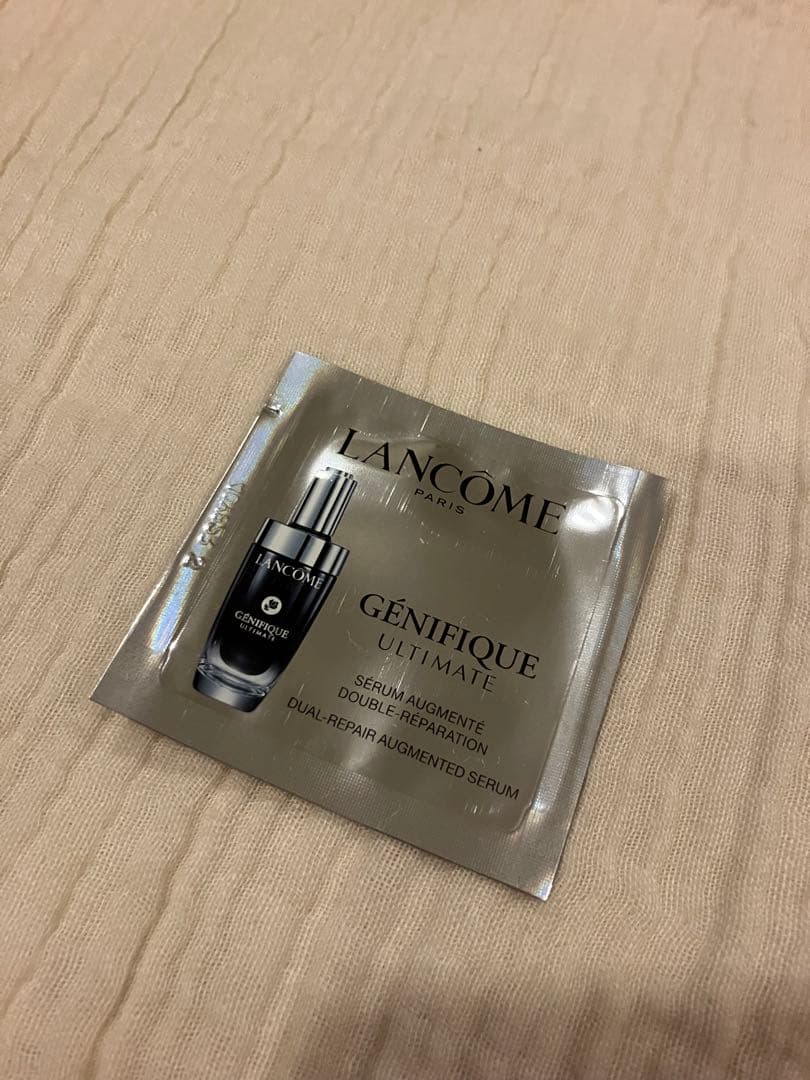 LANCÔME
PARIS
LANCÔME
GÉNIFIQUE
ULTIMATE
GÉNIFIQUE
ULTIMATE
SÉRUM AUGMENTÉ
DOUBLE-RÉPARATION
DUAL-REPAIR AUGMENTED SERUM